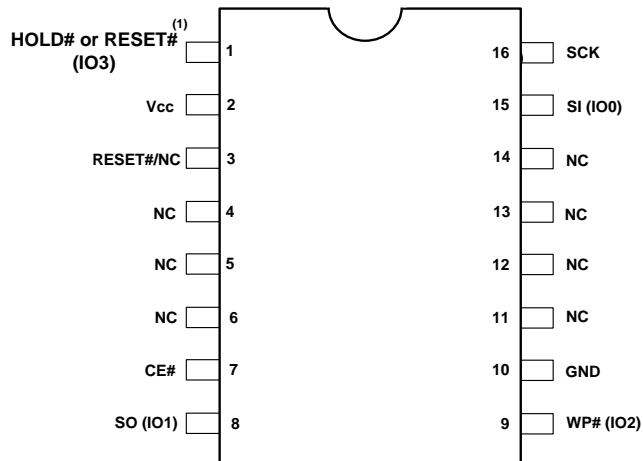 HOLD# or RESET# (1)
(IO3)
1
16
SCK
Vcc
2
15
SI (IO0)
RESET#/NC
3
14
NC
NC
4
13
NC
NC
5
12
NC
NC
6
11
NC
CE#
7
10
GND
SO (IO1)
8
9
WP# (IO2)